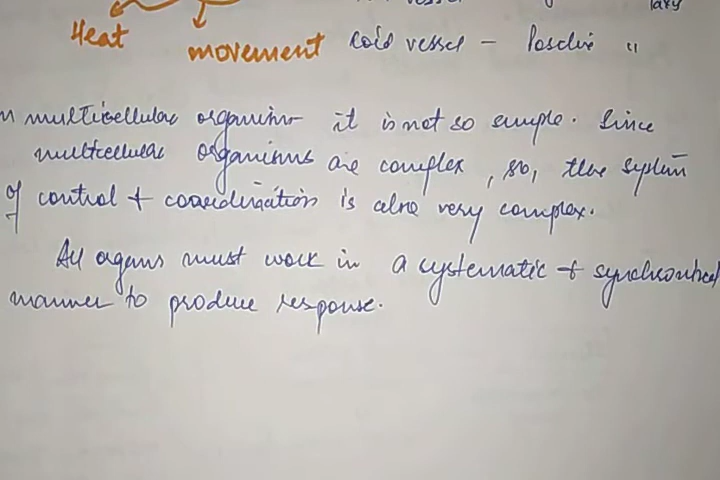 vessel
Heat movement cold vessel - Positive "
multicellular organism it is not so simple. Since
multicellular organisms are complex, so, the system
of control + coordination is also very complex.
All organs must work in a systematic + synchronized
manner to produce response.